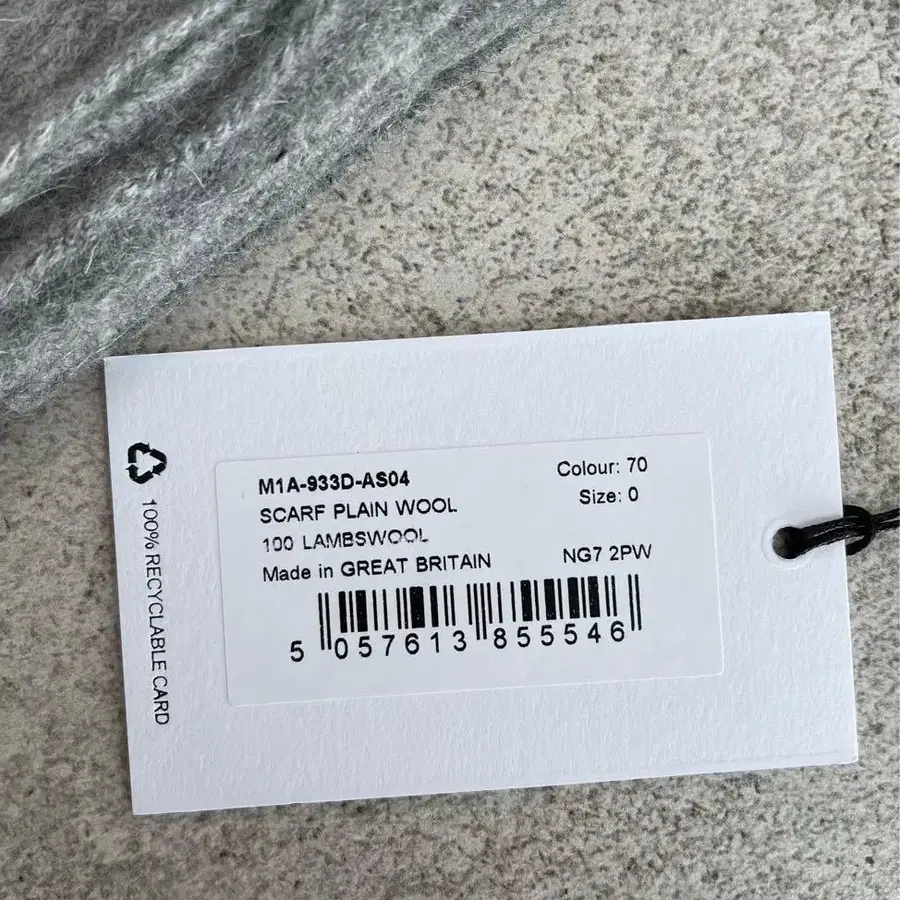 M1A-933D-AS04
SCARF PLAIN WOOL
100 LAMBSWOOL
Made in GREAT BRITAIN
Colour: 70
Size: 0
NG7 2PW
5 057613 855546
100% RECYCLABLE CARD